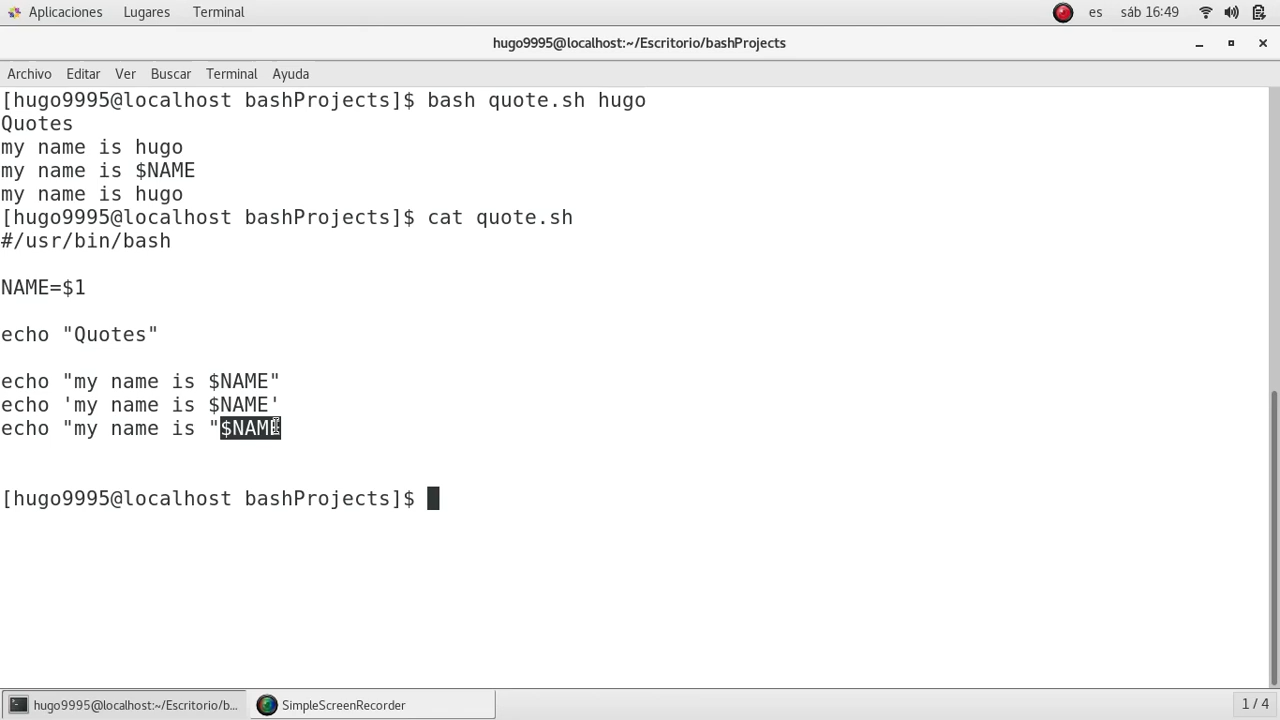 Aplicaciones Lugares Terminal es sáb 16:49
hugo9995@localhost:~/Escritorio/bashProjects
Archivo Editar Ver Buscar Terminal Ayuda
[hugo9995@localhost bashProjects]$ bash quote.sh hugo
Quotes
my name is hugo
my name is $NAME
my name is hugo
[hugo9995@localhost bashProjects]$ cat quote.sh
#/usr/bin/bash
NAME=$1
echo "Quotes"
echo "my name is $NAME"
echo 'my name is $NAME'
echo "my name is "$NAME
[hugo9995@localhost bashProjects]$
hugo9995@localhost:~/Escritorio/b... SimpleScreenRecorder 1 / 4